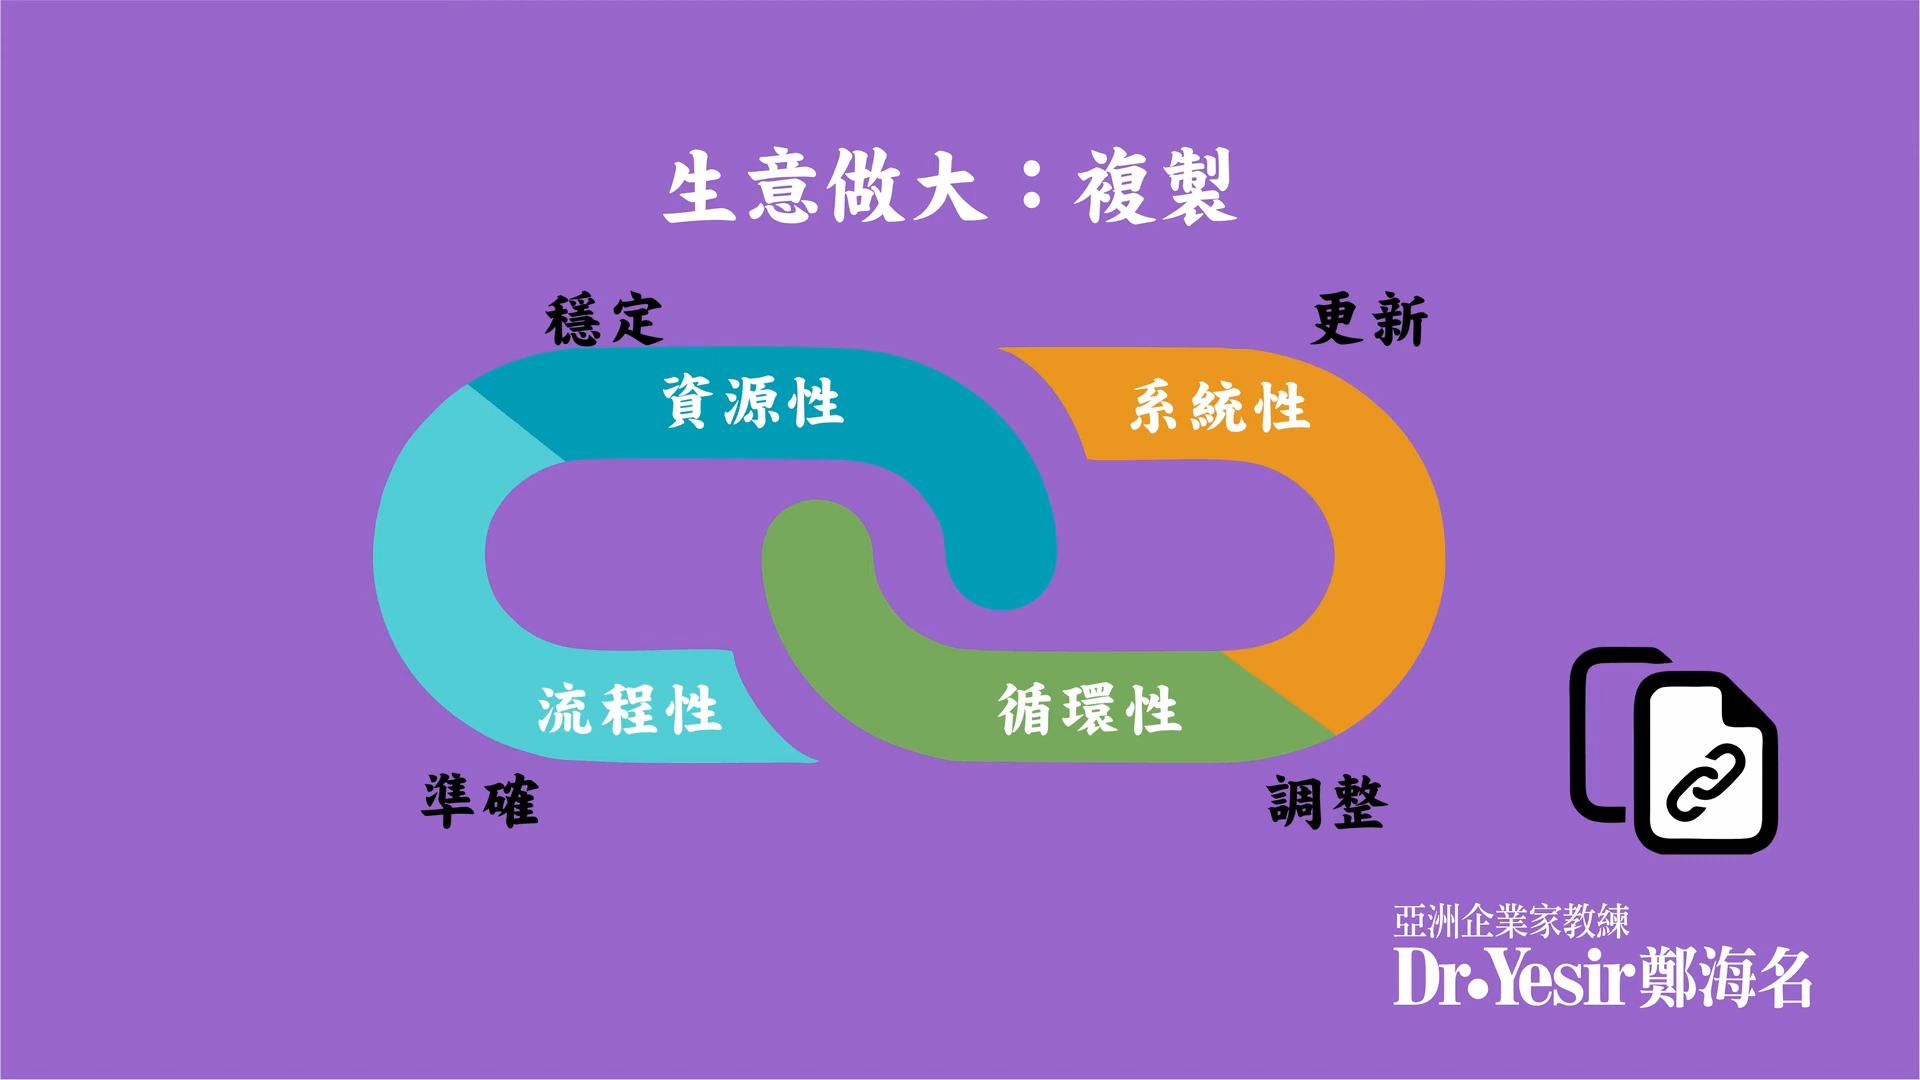 生意做大：複製
穩定
更新
資源性
系統性
流程性
循環性
準確
調整
亞洲企業家教練
Dr•Yesir鄭海名